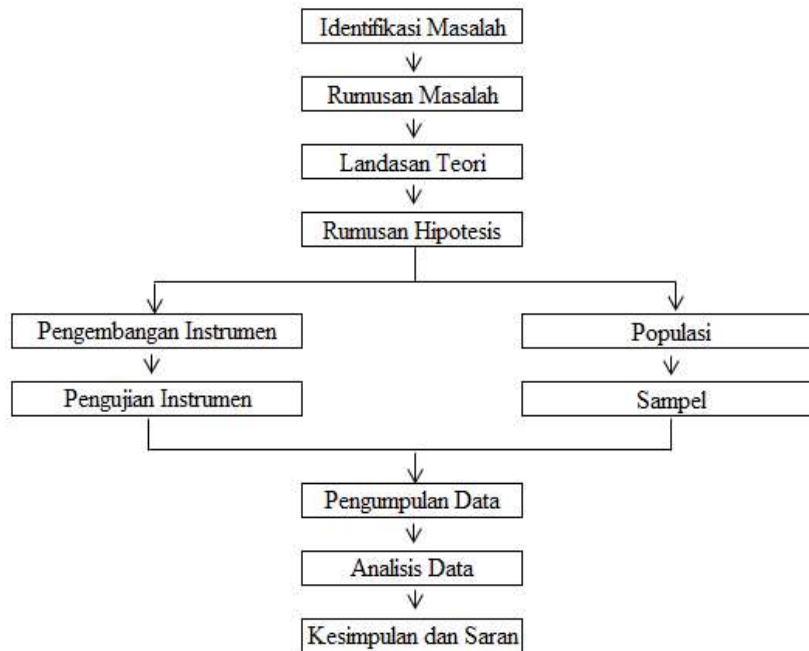 Identifikasi Masalah
Rumusan Masalah
Landasan Teori
Rumusan Hipotesis
Pengembangan Instrumen
Populasi
Pengujian Instrumen
Sampel
Pengumpulan Data
Analisis Data
Kesimpulan dan Saran